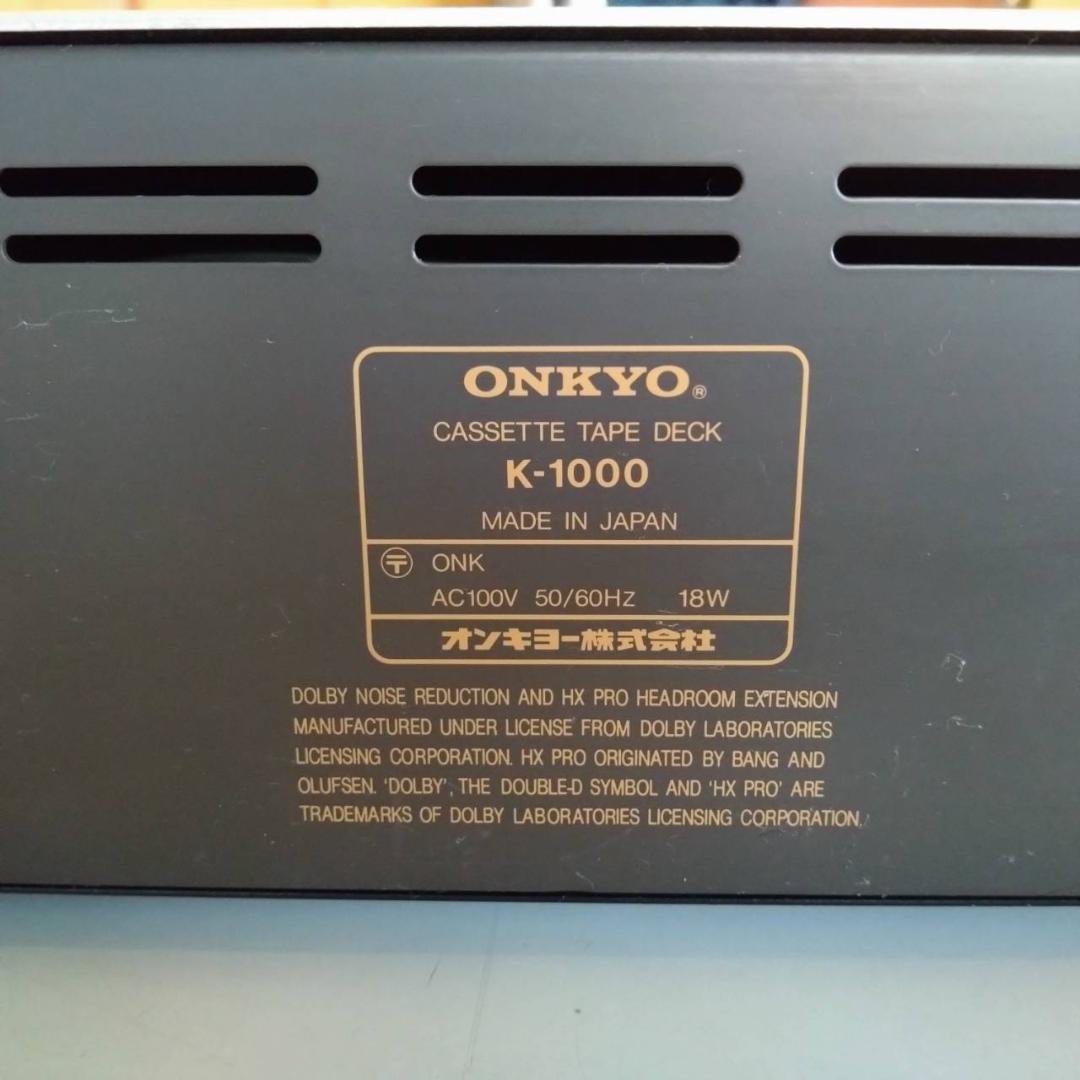 ONKYO®
CASSETTE TAPE DECK
K-1000
MADE IN JAPAN
〶 ONK
AC100V 50/60Hz 18W
オンキヨー株式会社
DOLBY NOISE REDUCTION AND HX PRO HEADROOM EXTENSION
MANUFACTURED UNDER LICENSE FROM DOLBY LABORATORIES
LICENSING CORPORATION. HX PRO ORIGINATED BY BANG AND
OLUFSEN. 'DOLBY', THE DOUBLE-D SYMBOL AND 'HX PRO' ARE
TRADEMARKS OF DOLBY LABORATORIES LICENSING CORPORATION.